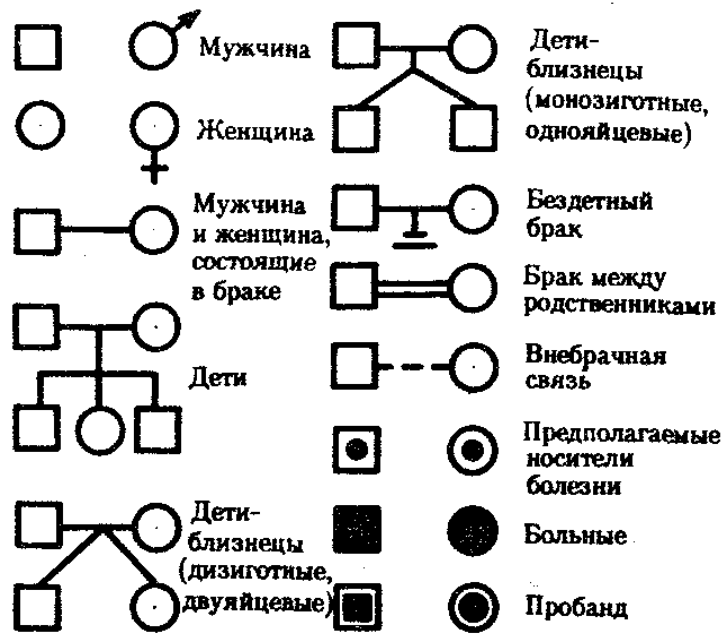 Мужчина
Женщина
Мужчина
и женщина,
состоящие
в браке
Дети
Дети-
близнецы
(дизиготные,
двуяйцевые)
Дети-
близнецы
(монозиготные,
однояйцевые)
Бездетный
брак
Брак между
родственниками
Внебрачная
связь
Предполагаемые
носители
болезни
Больные
Пробанд